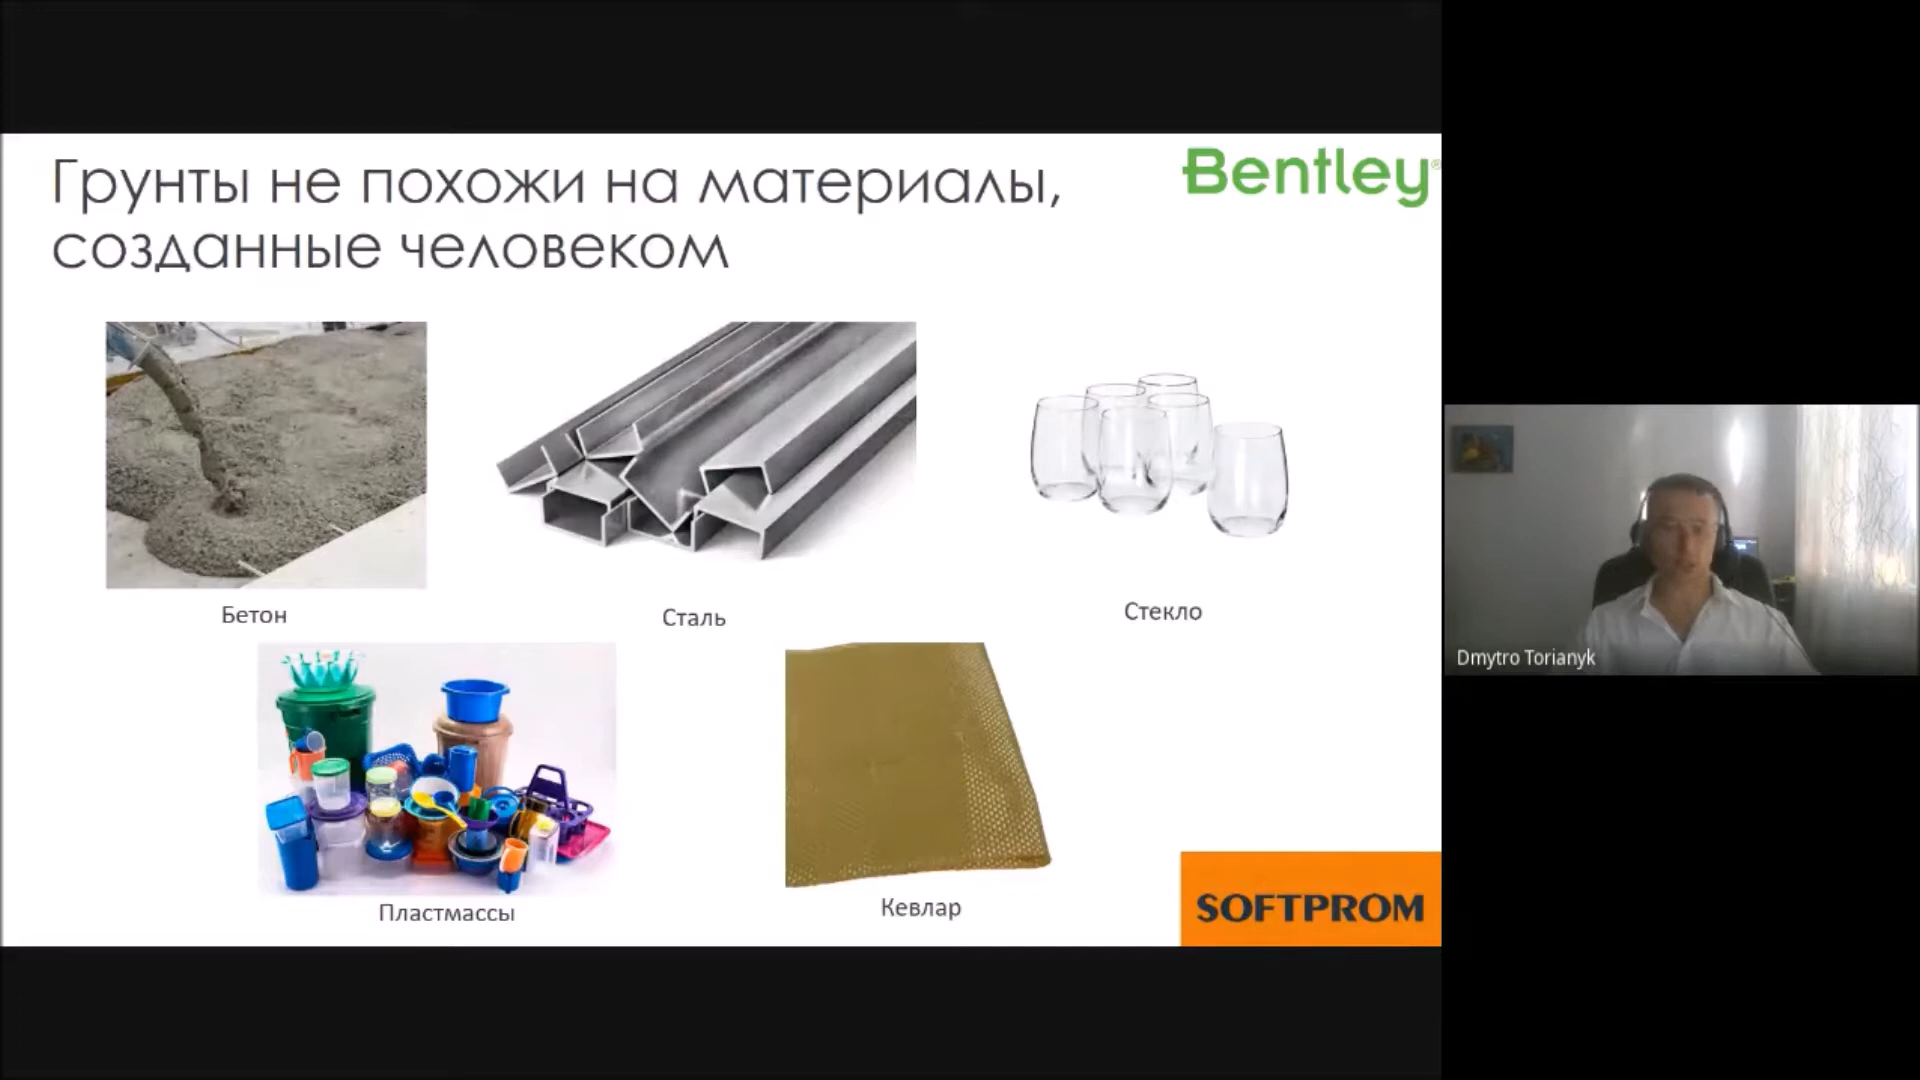 Грунты не похожи на материалы,
созданные человеком
Bentley®
Бетон
Сталь
Стекло
Пластмассы
Кевлар
SOFTPROM
Dmytro Torianyk